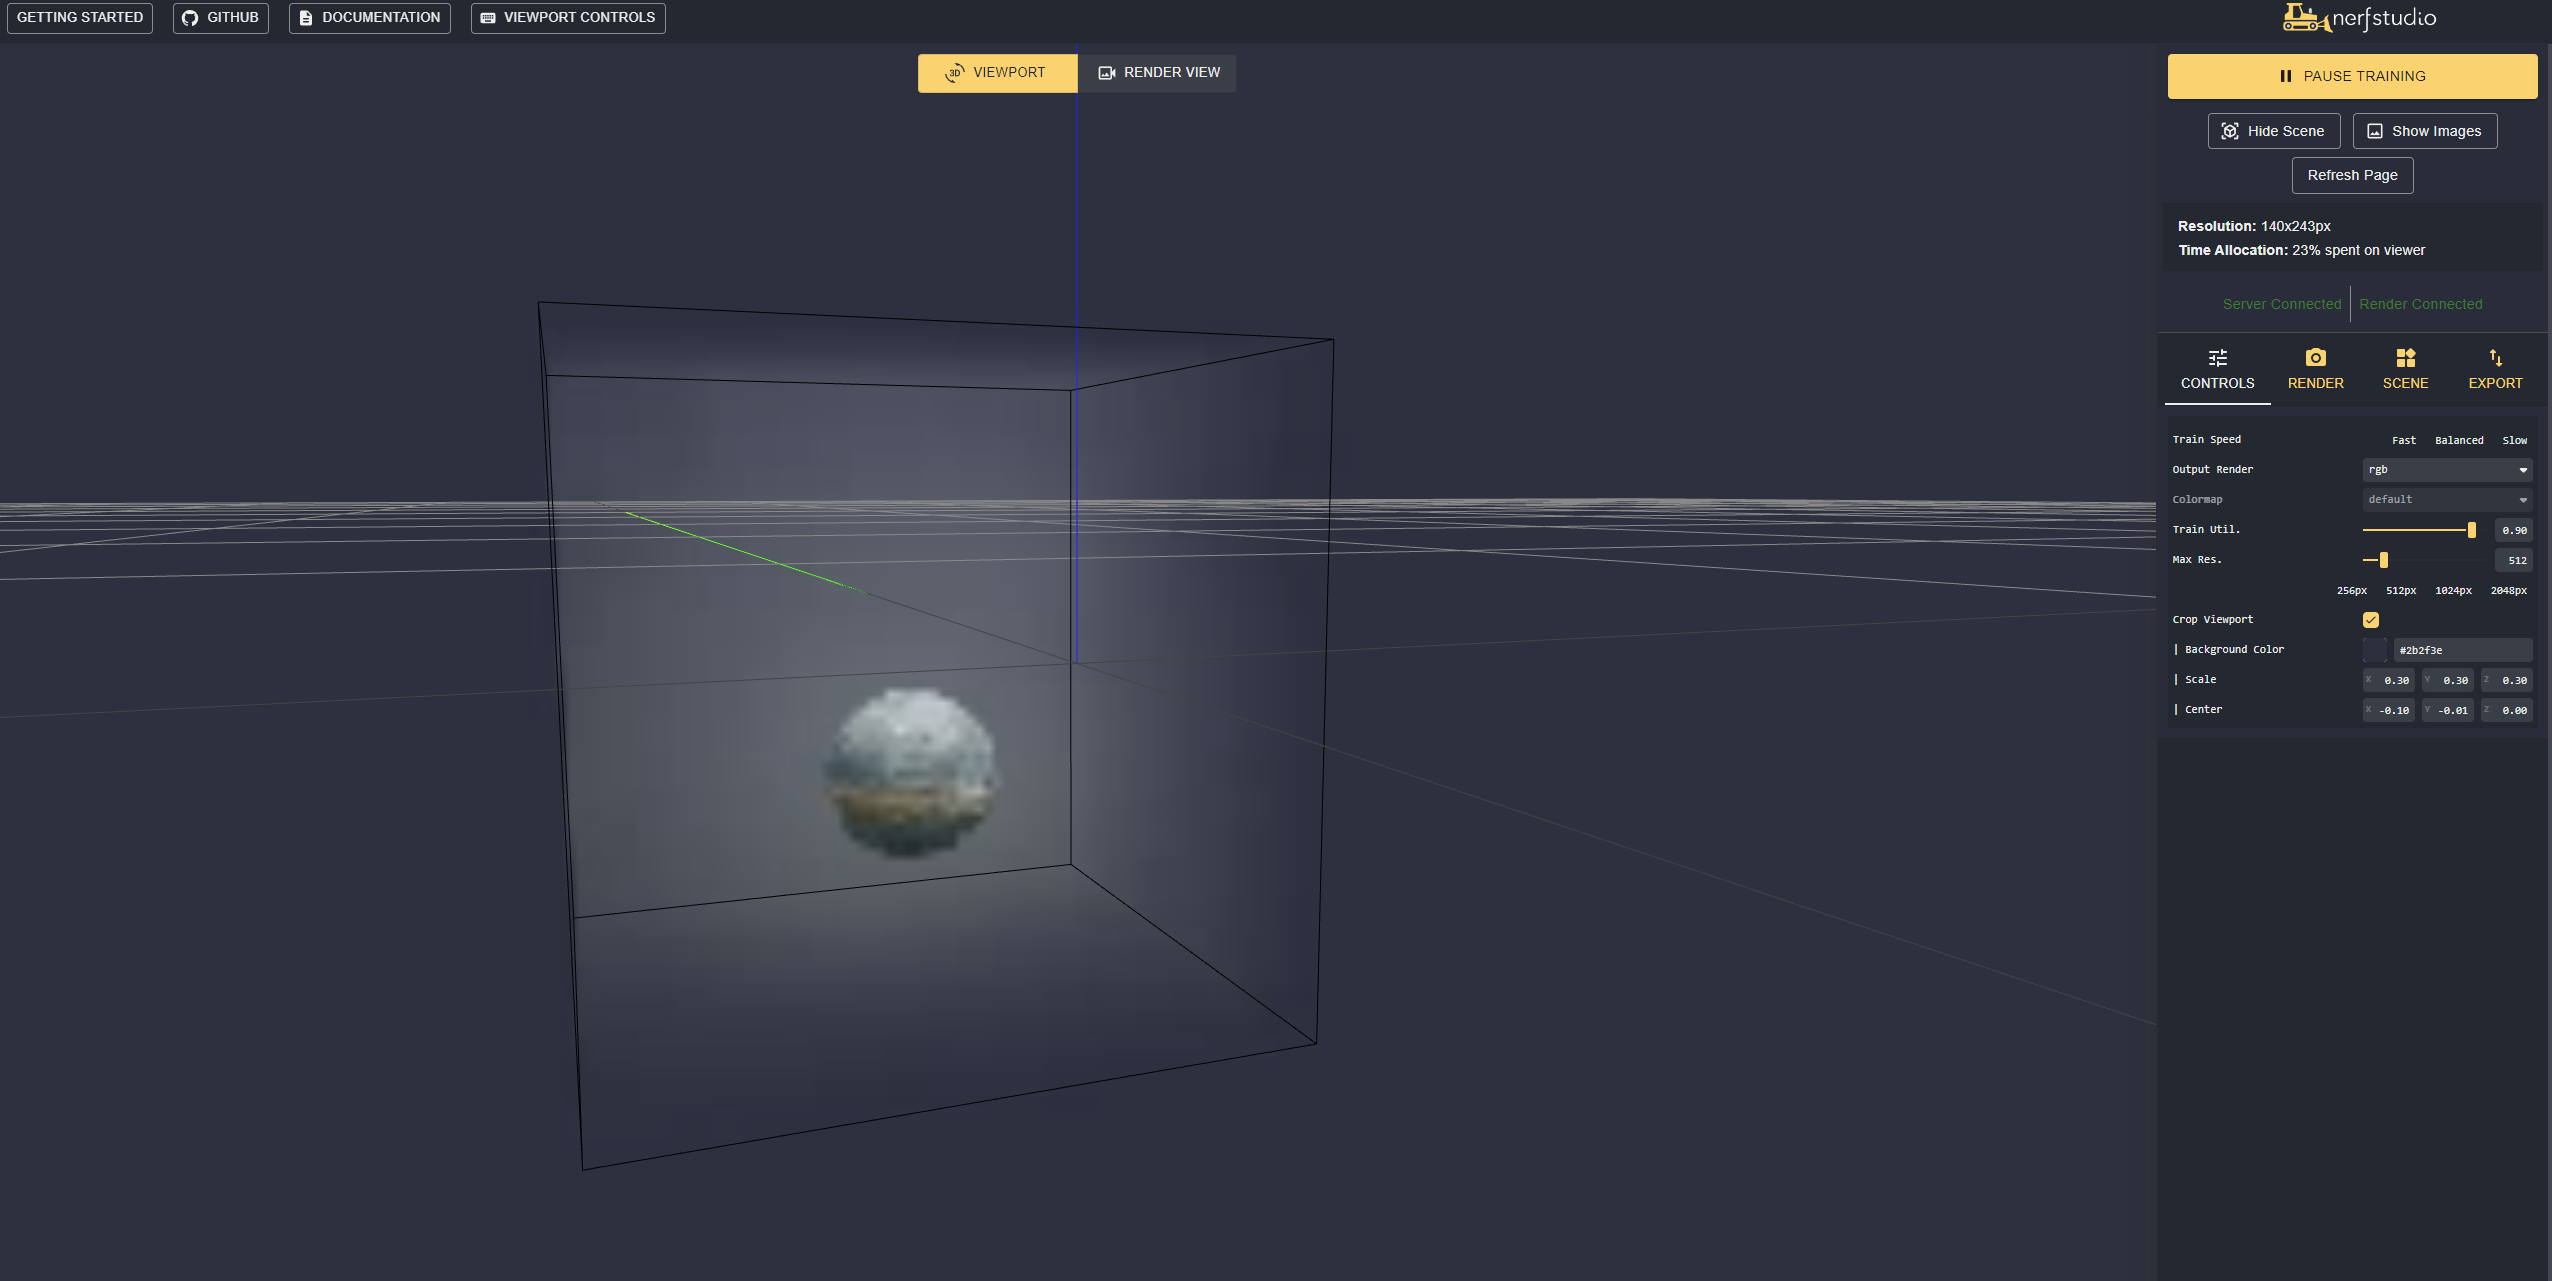 GETTING STARTED GITHUB DOCUMENTATION VIEWPORT CONTROLS
nerfstudio
3D VIEWPORT RENDER VIEW
PAUSE TRAINING
Hide Scene Show Images
Refresh Page
Resolution: 140x243px
Time Allocation: 23% spent on viewer
Server Connected Render Connected
CONTROLS RENDER SCENE EXPORT
Train Speed Fast Balanced Slow
Output Render rgb
Colormap default
Train Util. 0.90
Max Res. 512
256px 512px 1024px 2048px
Crop Viewport
| Background Color #2b2f3e
| Scale X 0.30 Y 0.30 Z 0.30
| Center X -0.10 Y -0.01 Z 0.00